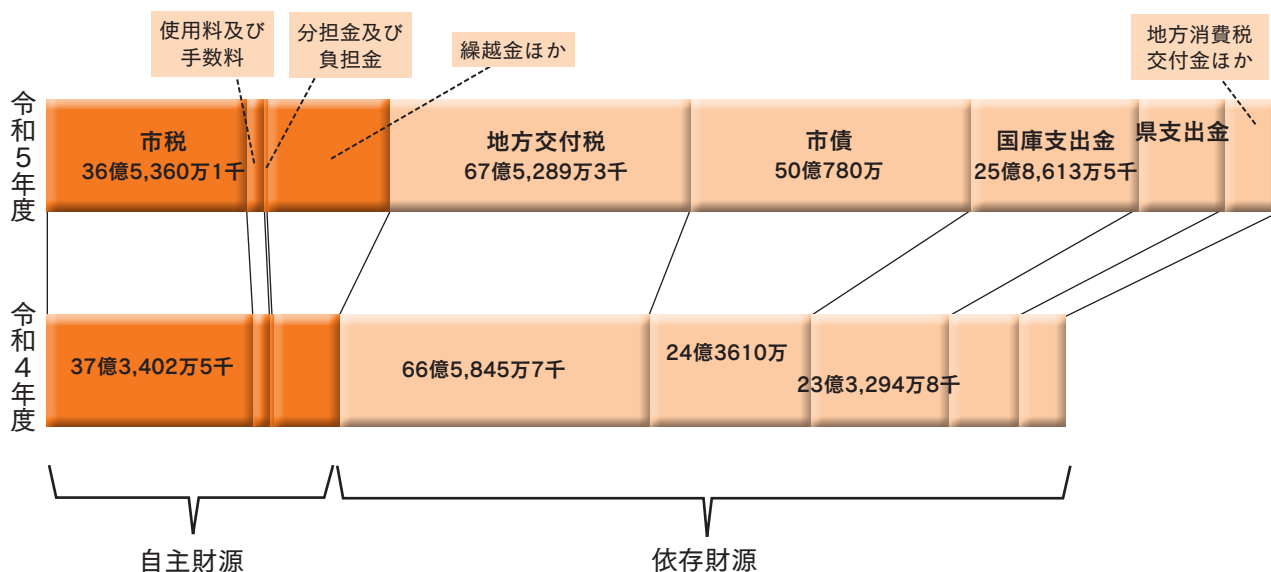 使用料及び
手数料
分担金及び
負担金
繰越金ほか
地方消費税
交付金ほか
令和5年度
市税
36億5,360万1千
地方交付税
67億5,289万3千
市債
50億780万
国庫支出金
25億8,613万5千
県支出金
令和4年度
37億3,402万5千
66億5,845万7千
24億3610万
23億3,294万8千
自主財源
依存財源